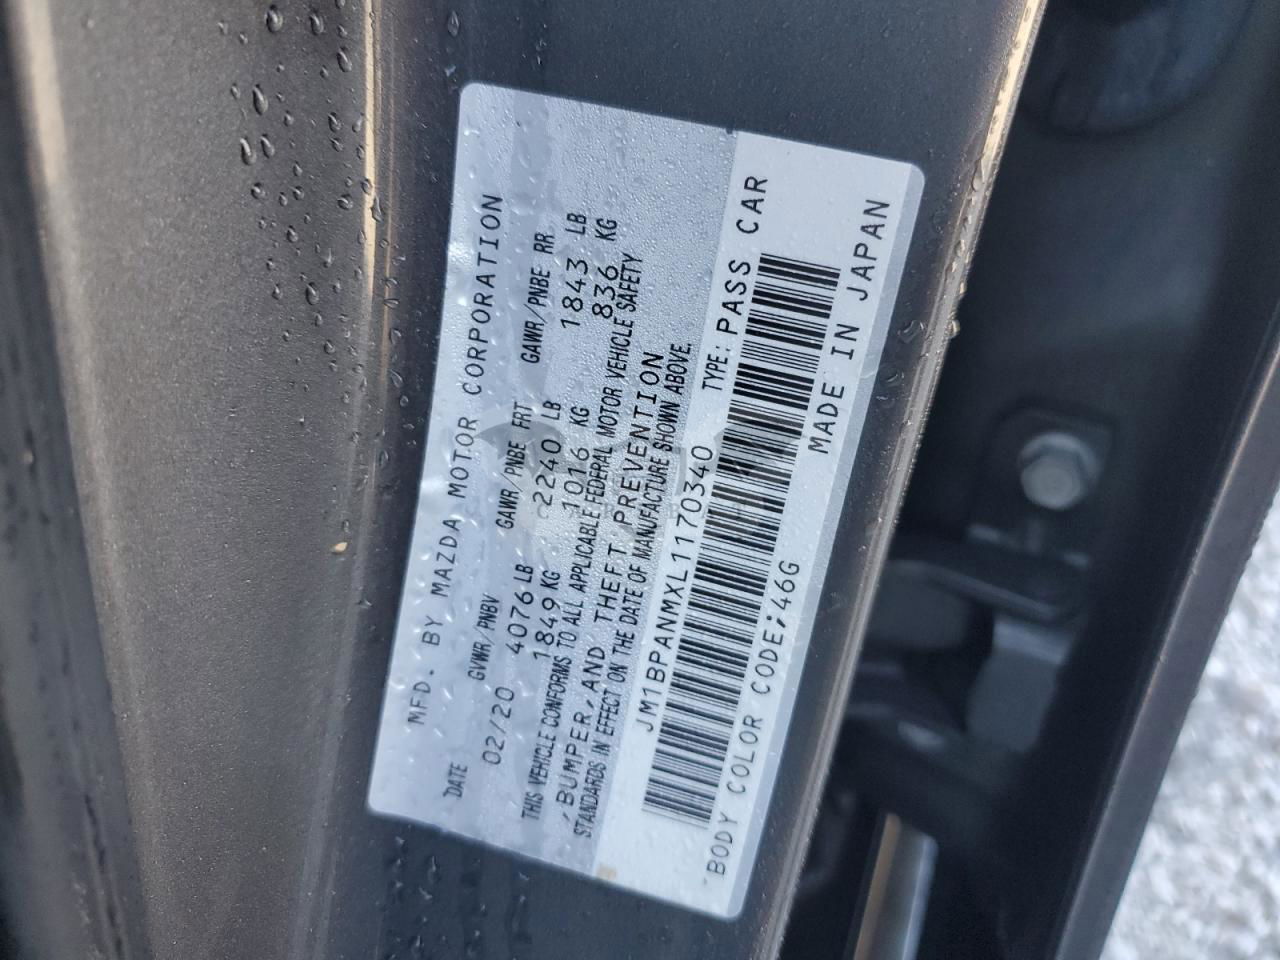 MFD. BY MAZDA MOTOR CORPORATION
DATE GVWR/PNBV GAWR/PNBE FRT GAWR/PNBE RR
02/20 4076 LB 2240 LB 1843 LB
1849 KG 1016 KG 836 KG
THIS VEHICLE CONFORMS TO ALL APPLICABLE FEDERAL MOTOR VEHICLE SAFETY
,BUMPER,AND THEFT PREVENTION
STANDARDS IN EFFECT ON THE DATE OF MANUFACTURE SHOWN ABOVE.
JM1BPANMXL1170340 TYPE: PASS CAR
BODY COLOR CODE;46G MADE IN JAPAN